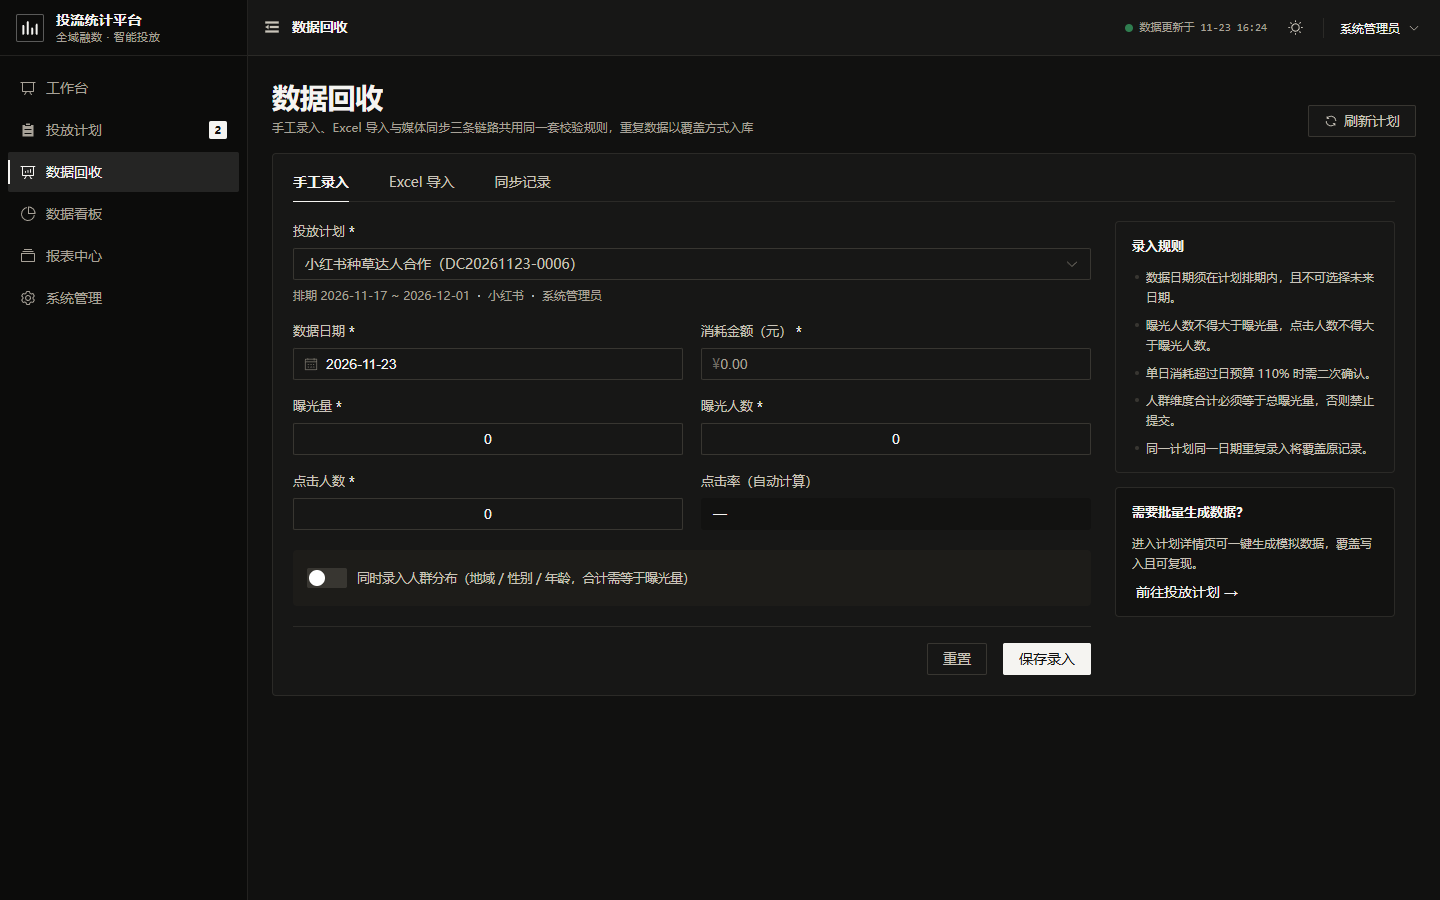 投流统计平台
全域融数 · 智能投放
数据回收
数据更新于 11-23 16:24
系统管理员
工作台
投放计划
2
数据回收
数据看板
报表中心
系统管理
数据回收
手工录入、Excel 导入与媒体同步三条链路共用同一套校验规则，重复数据以覆盖方式入库
刷新计划
手工录入
Excel 导入
同步记录
投放计划 *
小红书种草达人合作（DC20261123-0006）
排期 2026-11-17 ~ 2026-12-01 · 小红书 · 系统管理员
数据日期 *
消耗金额（元） *
2026-11-23
¥0.00
曝光量 *
曝光人数 *
0
0
点击人数 *
点击率（自动计算）
0
—
同时录入人群分布（地域 / 性别 / 年龄，合计需等于曝光量）
重置
保存录入
录入规则
数据日期须在计划排期内，且不可选择未来
日期。
曝光人数不得大于曝光量，点击人数不得大
于曝光人数。
单日消耗超过日预算 110% 时需二次确认。
人群维度合计必须等于总曝光量，否则禁止
提交。
同一计划同一日期重复录入将覆盖原记录。
需要批量生成数据？
进入计划详情页可一键生成模拟数据，覆盖写
入且可复现。
前往投放计划 →